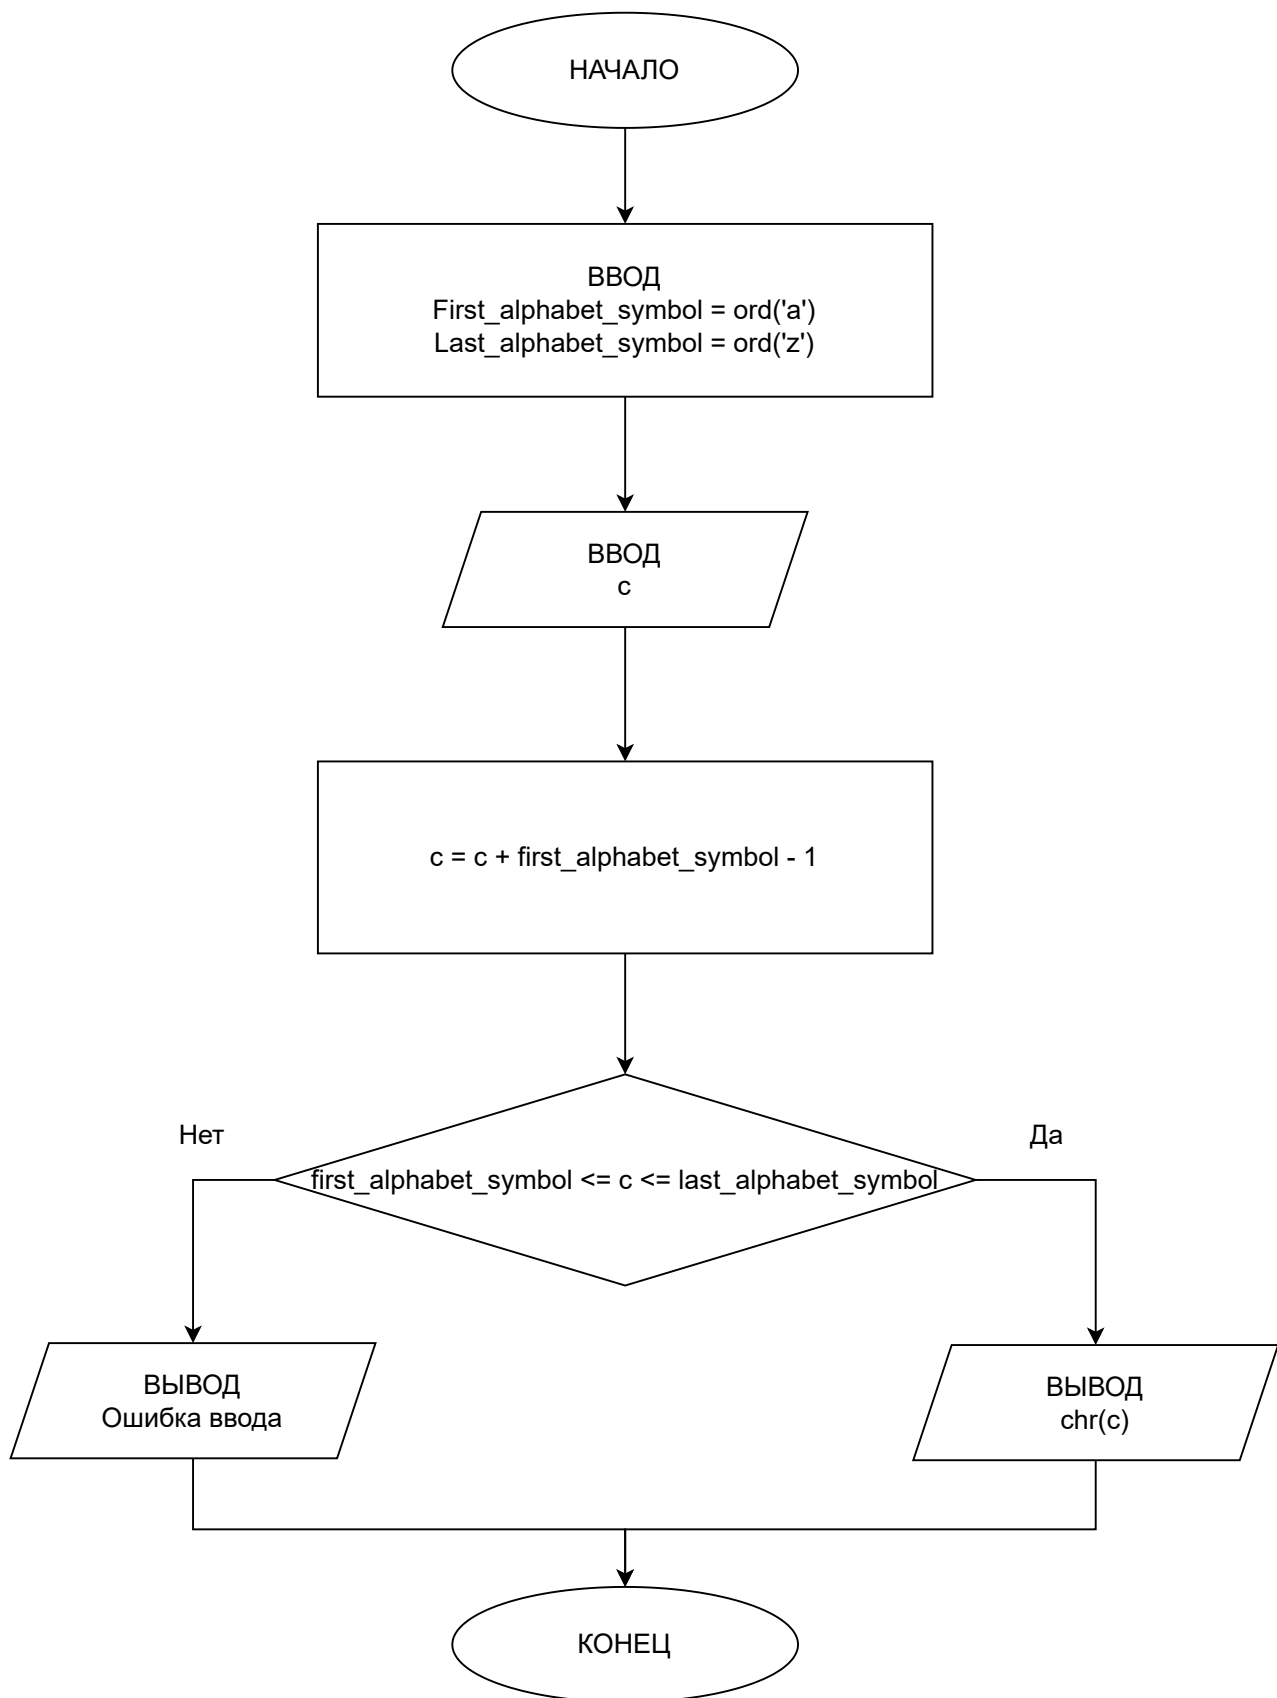 НАЧАЛО
ВВОД
First_alphabet_symbol = ord('a')
Last_alphabet_symbol = ord('z')
ВВОД
c
c = c + first_alphabet_symbol - 1
Нет
Да
first_alphabet_symbol <= c <= last_alphabet_symbol
ВЫВОД
Ошибка ввода
ВЫВОД
chr(c)
КОНЕЦ